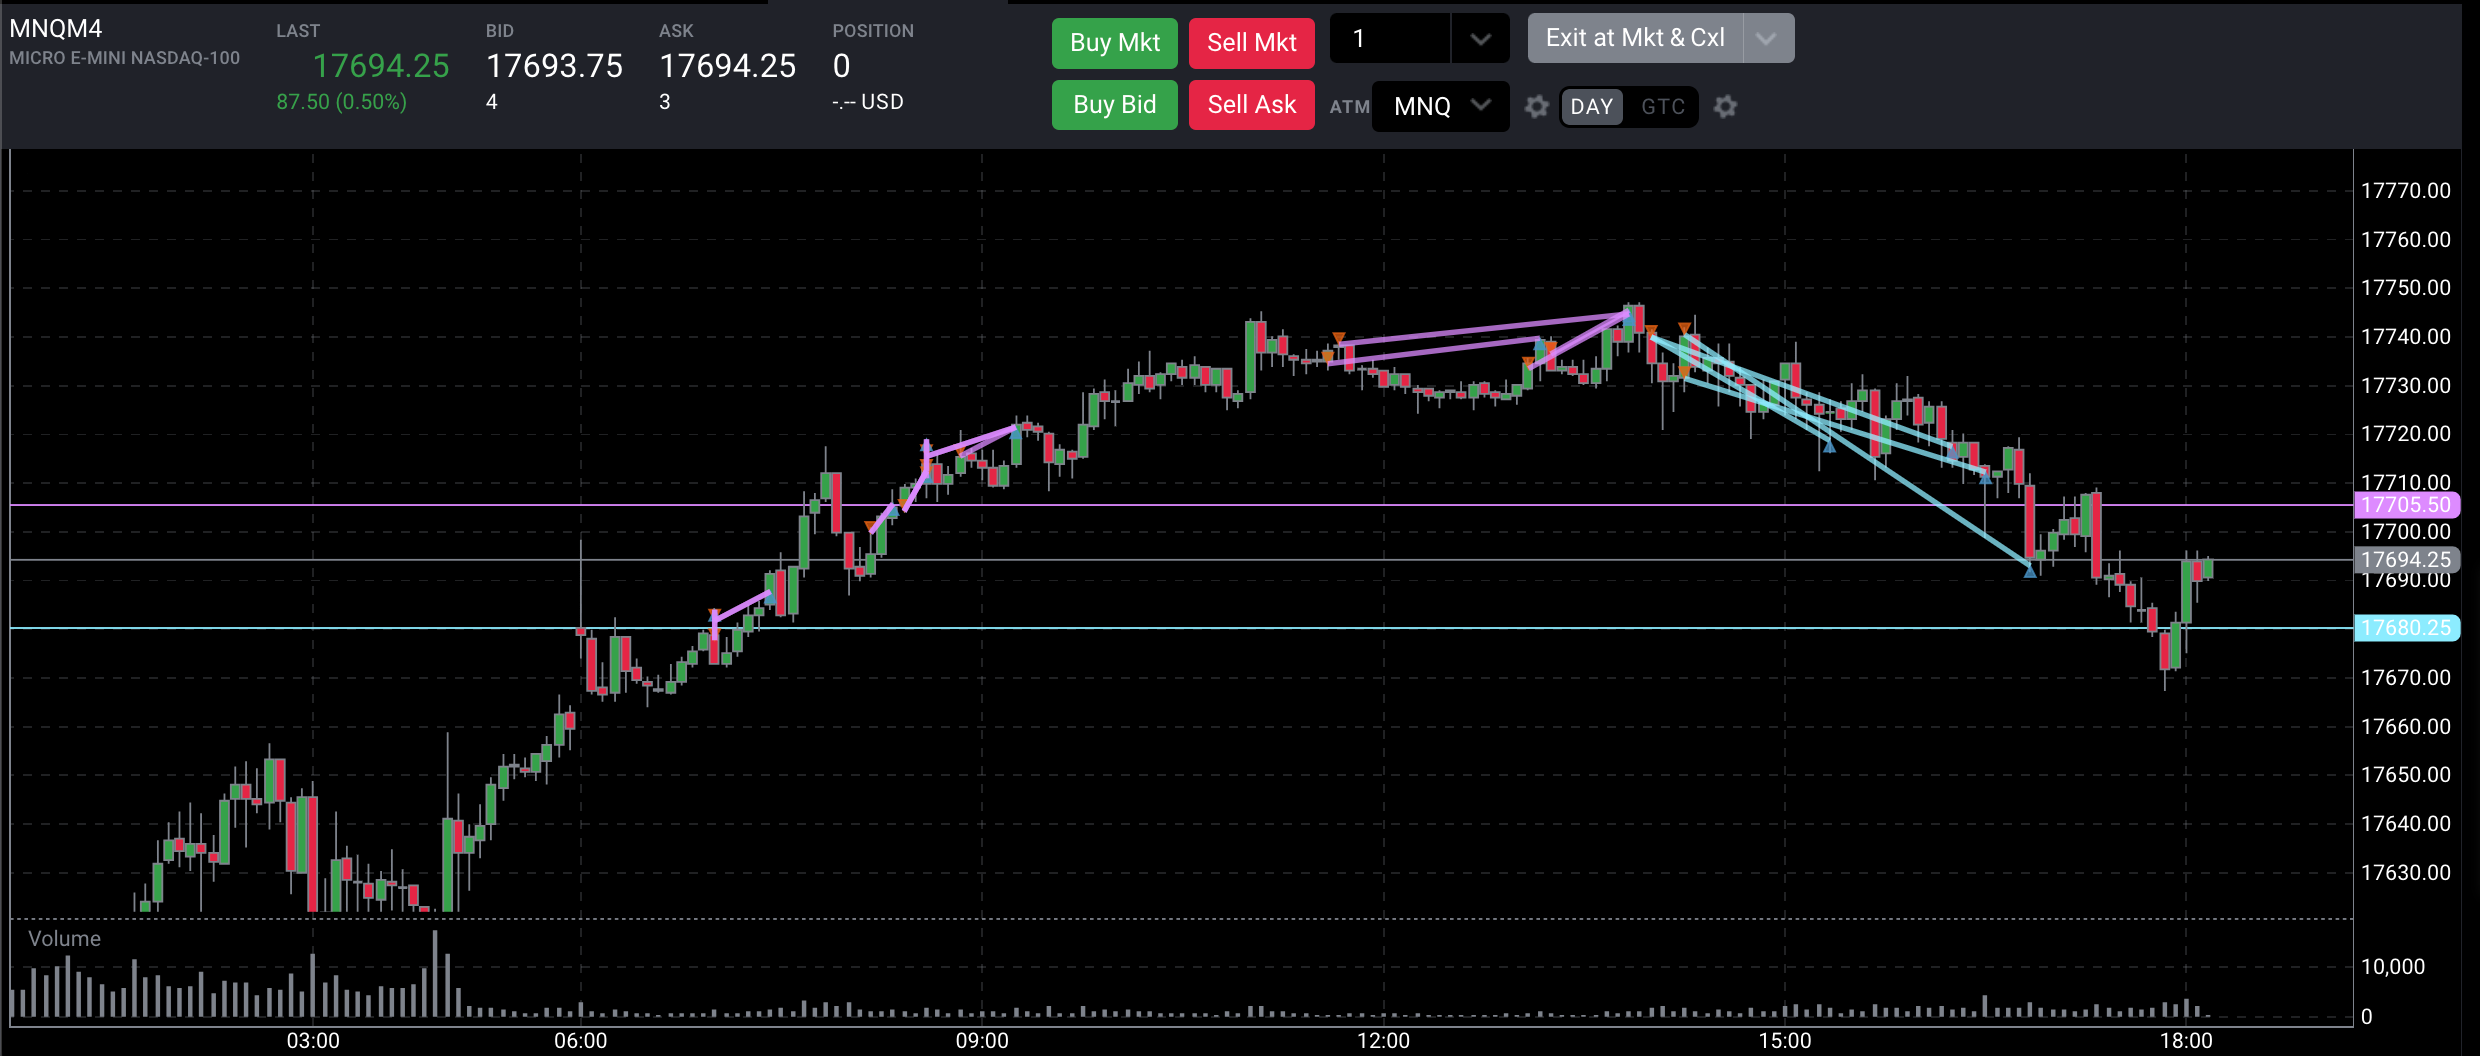 MNQM4
MICRO E-MINI NASDAQ-100
LAST
17694.25
87.50 (0.50%)
BID
17693.75
4
ASK
17694.25
3
POSITION
0
-.-- USD
Buy Mkt
Sell Mkt
1
Exit at Mkt & Cxl
Buy Bid
Sell Ask
ATM
MNQ
DAY
GTC
17770.00
17760.00
17750.00
17740.00
17730.00
17720.00
17710.00
17705.50
17700.00
17694.25
17690.00
17680.25
17670.00
17660.00
17650.00
17640.00
17630.00
Volume
10,000
0
03:00
06:00
09:00
12:00
15:00
18:00